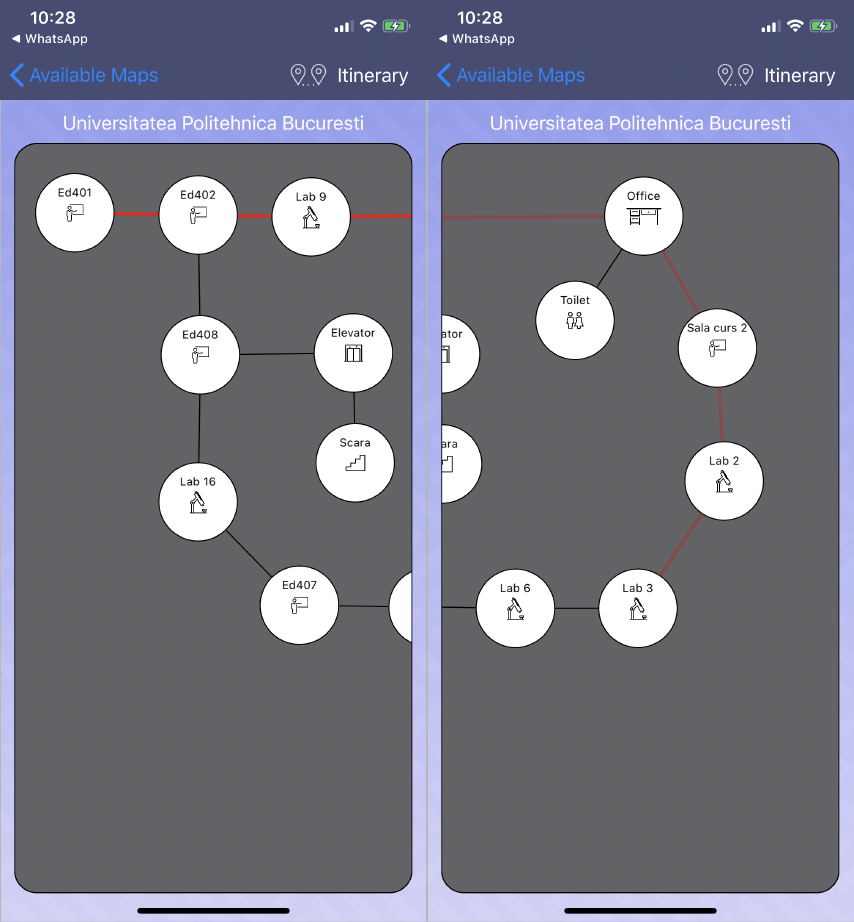 10:28
◄ WhatsApp
Available Maps
Itinerary
Universitatea Politehnica Bucuresti
Ed401
Ed402
Lab 9
Ed408
Elevator
Scara
Lab 16
Ed407
10:28
◄ WhatsApp
Available Maps
Itinerary
Universitatea Politehnica Bucuresti
Office
Toilet
Sala curs 2
ator
ara
Lab 2
Lab 6
Lab 3